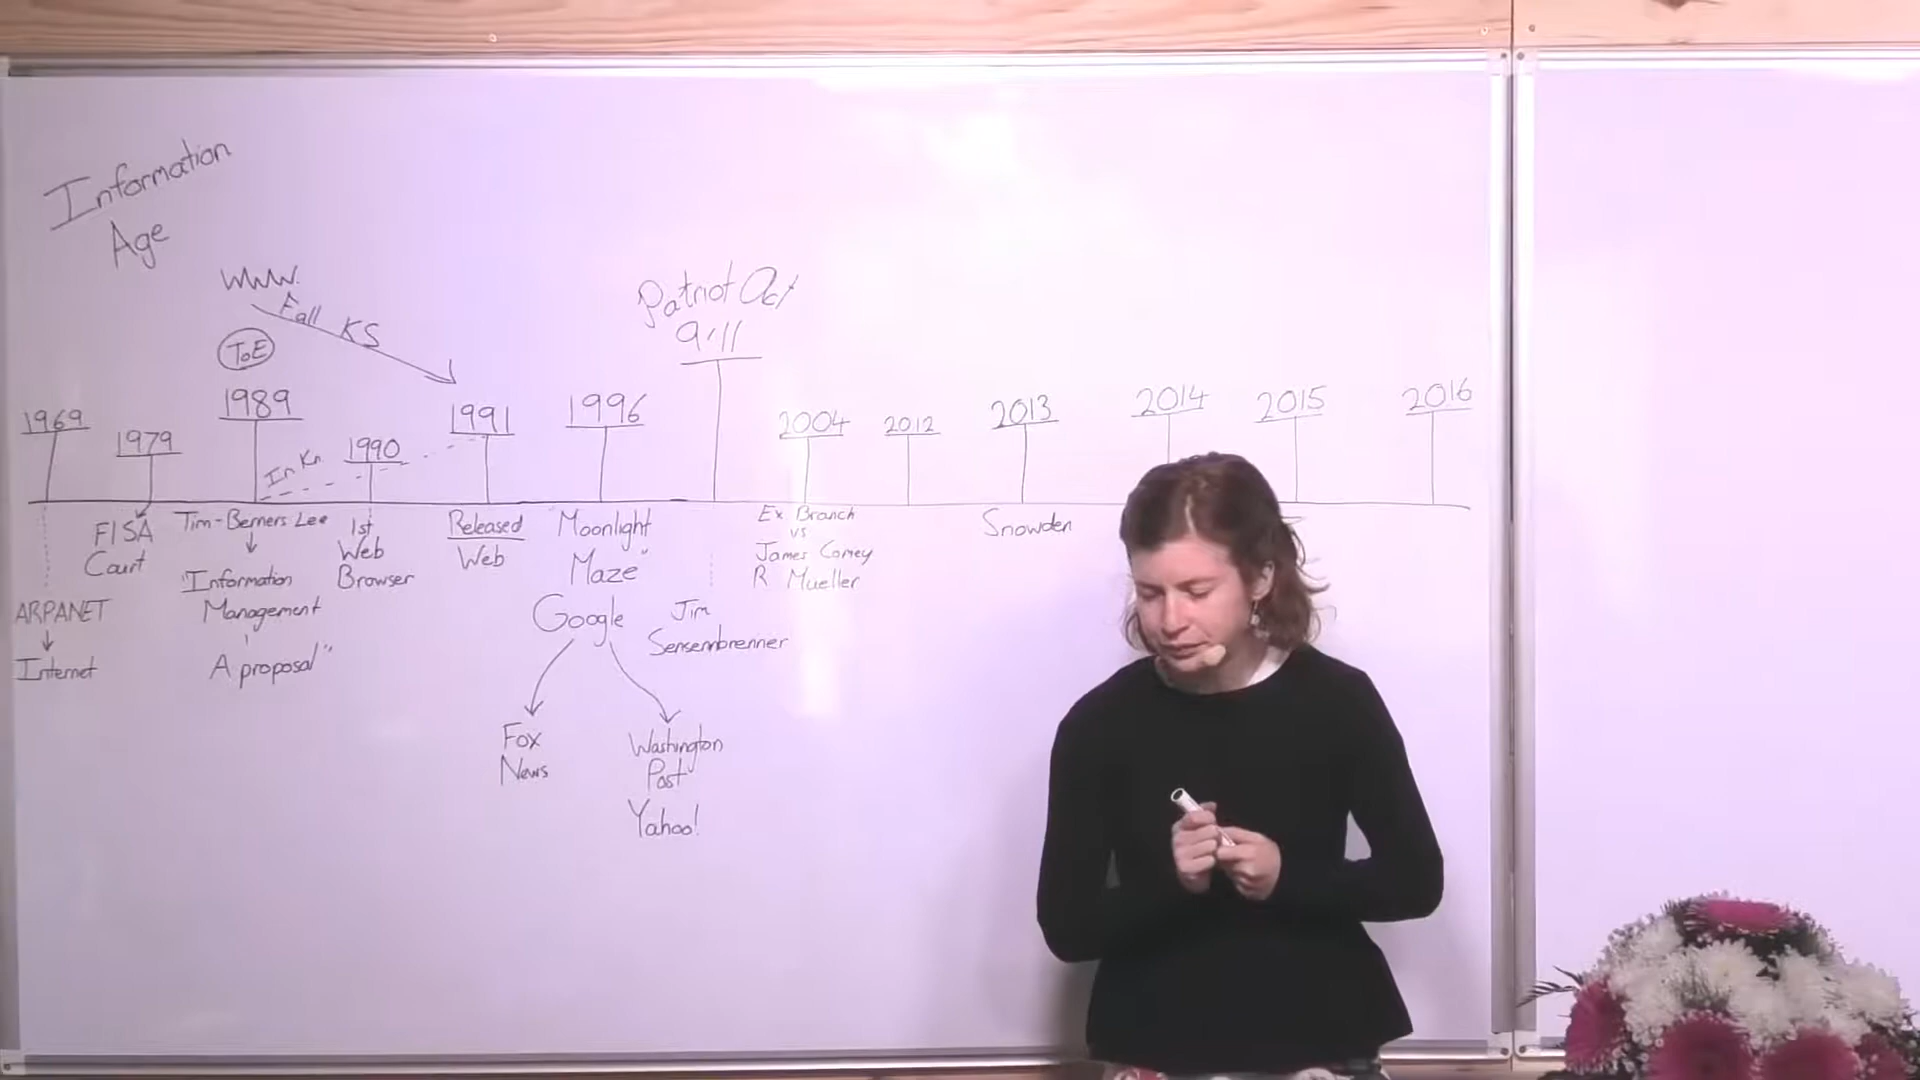 Information
Age
WWW.
Fall KS
ToE
Patriot Act
9/11
1969
1979
1989
1990
1991
1996
2004
2012
2013
2014
2015
2016
In Kn
FISA
Court
Tim-Berners Lee
1st
Web
Browser
Released
Web
"Moonlight
Maze"
Ex. Branch
vs
James Comey
R Mueller
Snowden
ARPANET
Internet
"Information
Management
A proposal"
Google
Jim
Sensenbrenner
Fox
News
Washington
Post
Yahoo!